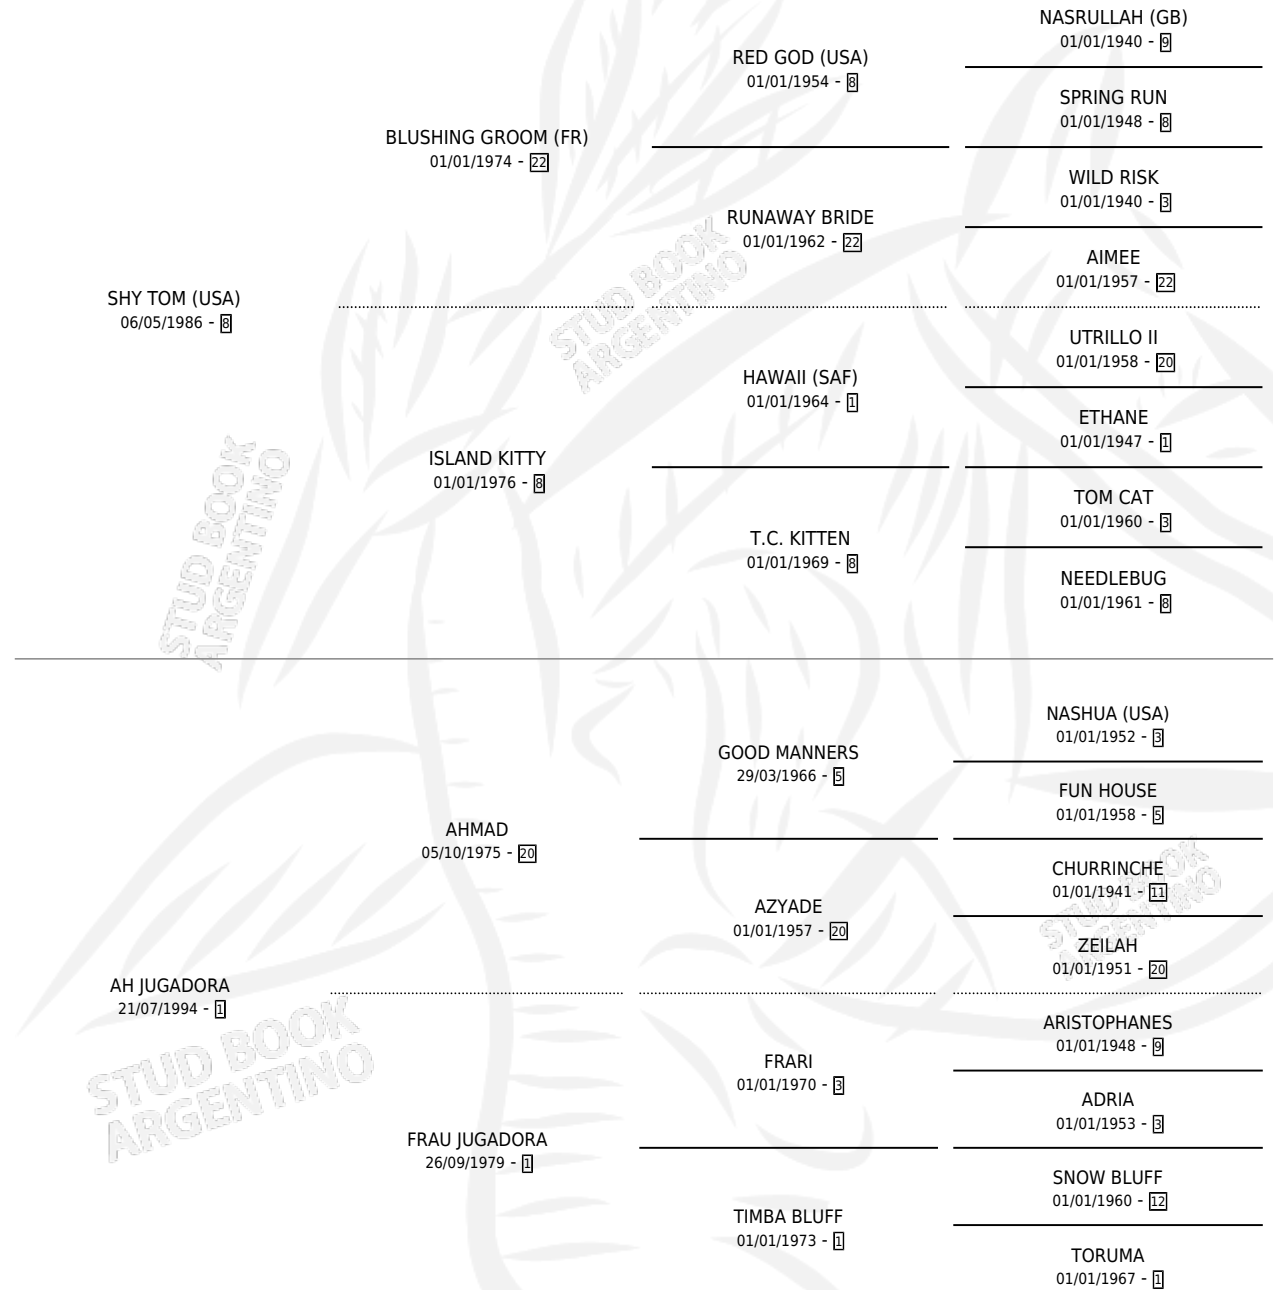 NASRULLAH (GB)
01/01/1940 - 9
RED GOD (USA)
01/01/1954 - 8
SPRING RUN
01/01/1948 - 8
BLUSHING GROOM (FR)
01/01/1974 - 22
WILD RISK
01/01/1940 - 3
RUNAWAY BRIDE
01/01/1962 - 22
AIMEE
01/01/1957 - 22
SHY TOM (USA)
06/05/1986 - 8
UTRILLO II
01/01/1958 - 20
HAWAII (SAF)
01/01/1964 - 1
ETHANE
01/01/1947 - 1
ISLAND KITTY
01/01/1976 - 8
TOM CAT
01/01/1960 - 3
T.C. KITTEN
01/01/1969 - 8
NEEDLEBUG
01/01/1961 - 8
NASHUA (USA)
01/01/1952 - 3
GOOD MANNERS
29/03/1966 - 5
FUN HOUSE
01/01/1958 - 5
AHMAD
05/10/1975 - 20
CHURRINCHE
01/01/1941 - 11
AZYADE
01/01/1957 - 20
ZEILAH
01/01/1951 - 20
AH JUGADORA
21/07/1994 - 1
ARISTOPHANES
01/01/1948 - 9
FRARI
01/01/1970 - 3
ADRIA
01/01/1953 - 3
FRAU JUGADORA
26/09/1979 - 1
SNOW BLUFF
01/01/1960 - 12
TIMBA BLUFF
01/01/1973 - 1
TORUMA
01/01/1967 - 1
STUD BOOK
ARGENTINO
STUD BOOK
ARGENTINO
STUD BOOK
ARGENTINO
STUD BOOK
ARGENTINO